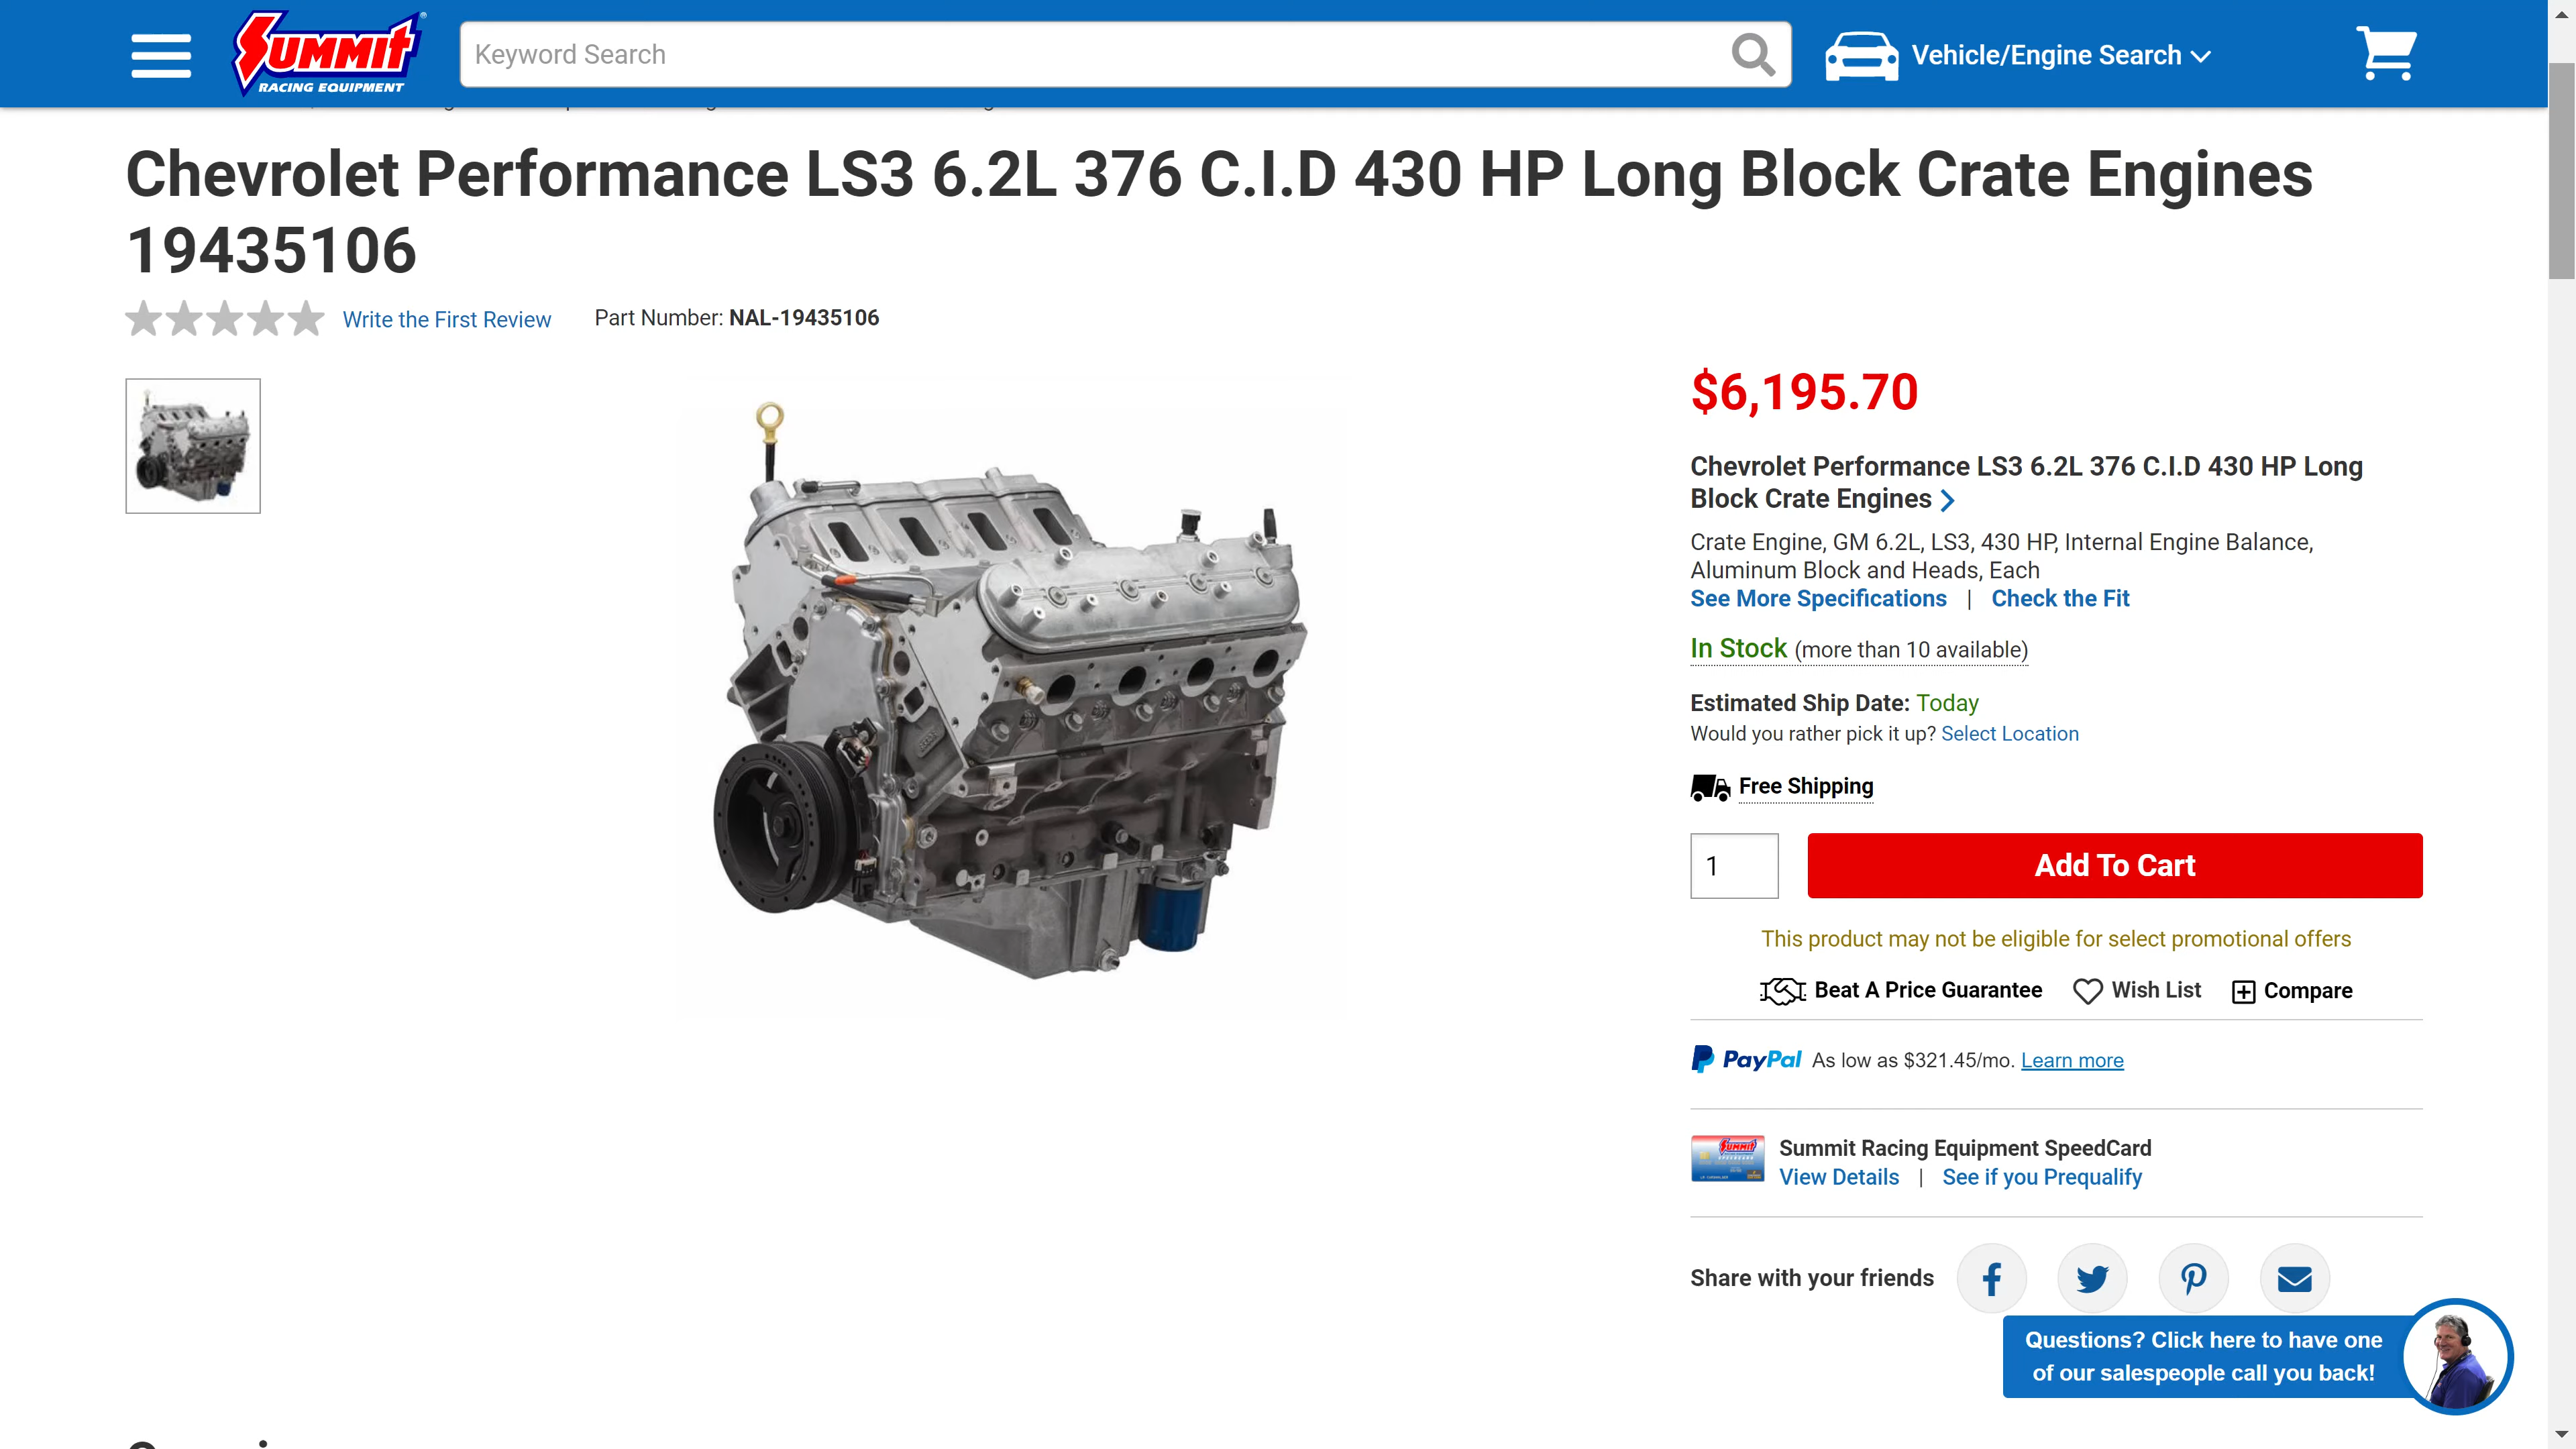 SUMMIT
RACING EQUIPMENT
®
Keyword Search
Vehicle/Engine Search
Chevrolet Performance LS3 6.2L 376 C.I.D 430 HP Long Block Crate Engines
19435106
Write the First Review
Part Number: NAL-19435106
$6,195.70
Chevrolet Performance LS3 6.2L 376 C.I.D 430 HP Long
Block Crate Engines
Crate Engine, GM 6.2L, LS3, 430 HP, Internal Engine Balance,
Aluminum Block and Heads, Each
See More Specifications | Check the Fit
In Stock (more than 10 available)
Estimated Ship Date: Today
Would you rather pick it up? Select Location
Free Shipping
1
Add To Cart
This product may not be eligible for select promotional offers
Beat A Price Guarantee
Wish List
Compare
PayPal As low as $321.45/mo. Learn more
SUMMIT
Summit Racing Equipment SpeedCard
View Details | See if you Prequalify
Share with your friends
Questions? Click here to have one
of our salespeople call you back!